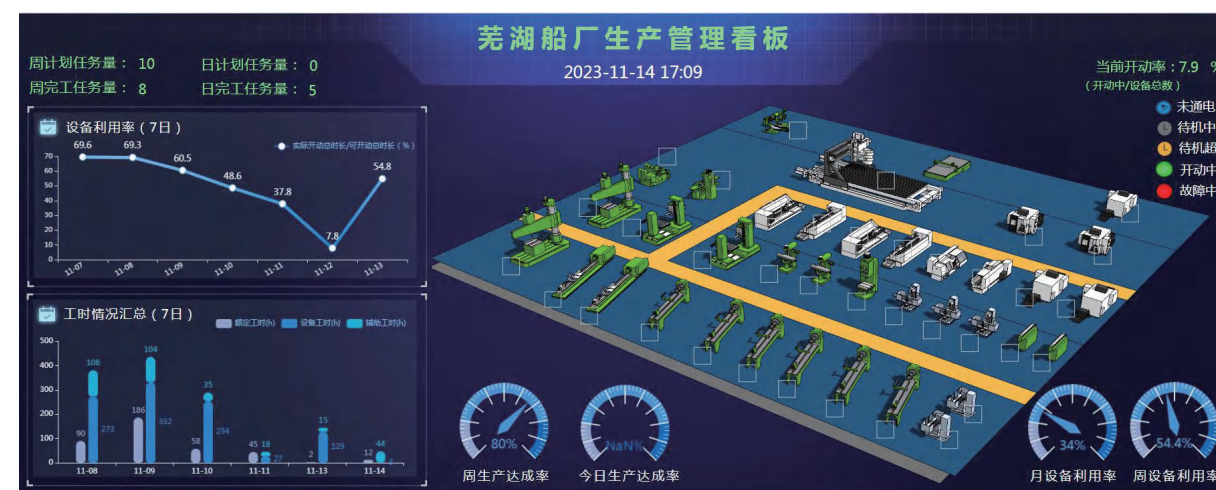 芜湖船厂生产管理看板
2023-11-14 17:09
周计划任务量： 10
日计划任务量： 0
周完工任务量： 8
日完工任务量： 5
当前开动率：7.9 %
（开动中/设备总数）
未通电
待机中
待机超
开动中
故障中
设备利用率（7日）
实际开动总时长/可开动总时长（%）
70
60
50
40
30
20
10
0
69.6
69.3
60.5
48.6
37.8
7.8
54.8
11-07
11-08
11-09
11-10
11-11
11-12
11-13
工时情况汇总（7日）
额定工时(h)
设备工时(h)
辅助工时(h)
500
400
300
200
100
0
90
273
108
186
332
104
58
254
35
45
27
18
2
129
15
12
44
11-08
11-09
11-10
11-11
11-13
11-14
80%
周生产达成率
NaN%
今日生产达成率
34%
月设备利用率
54.4%
周设备利用率